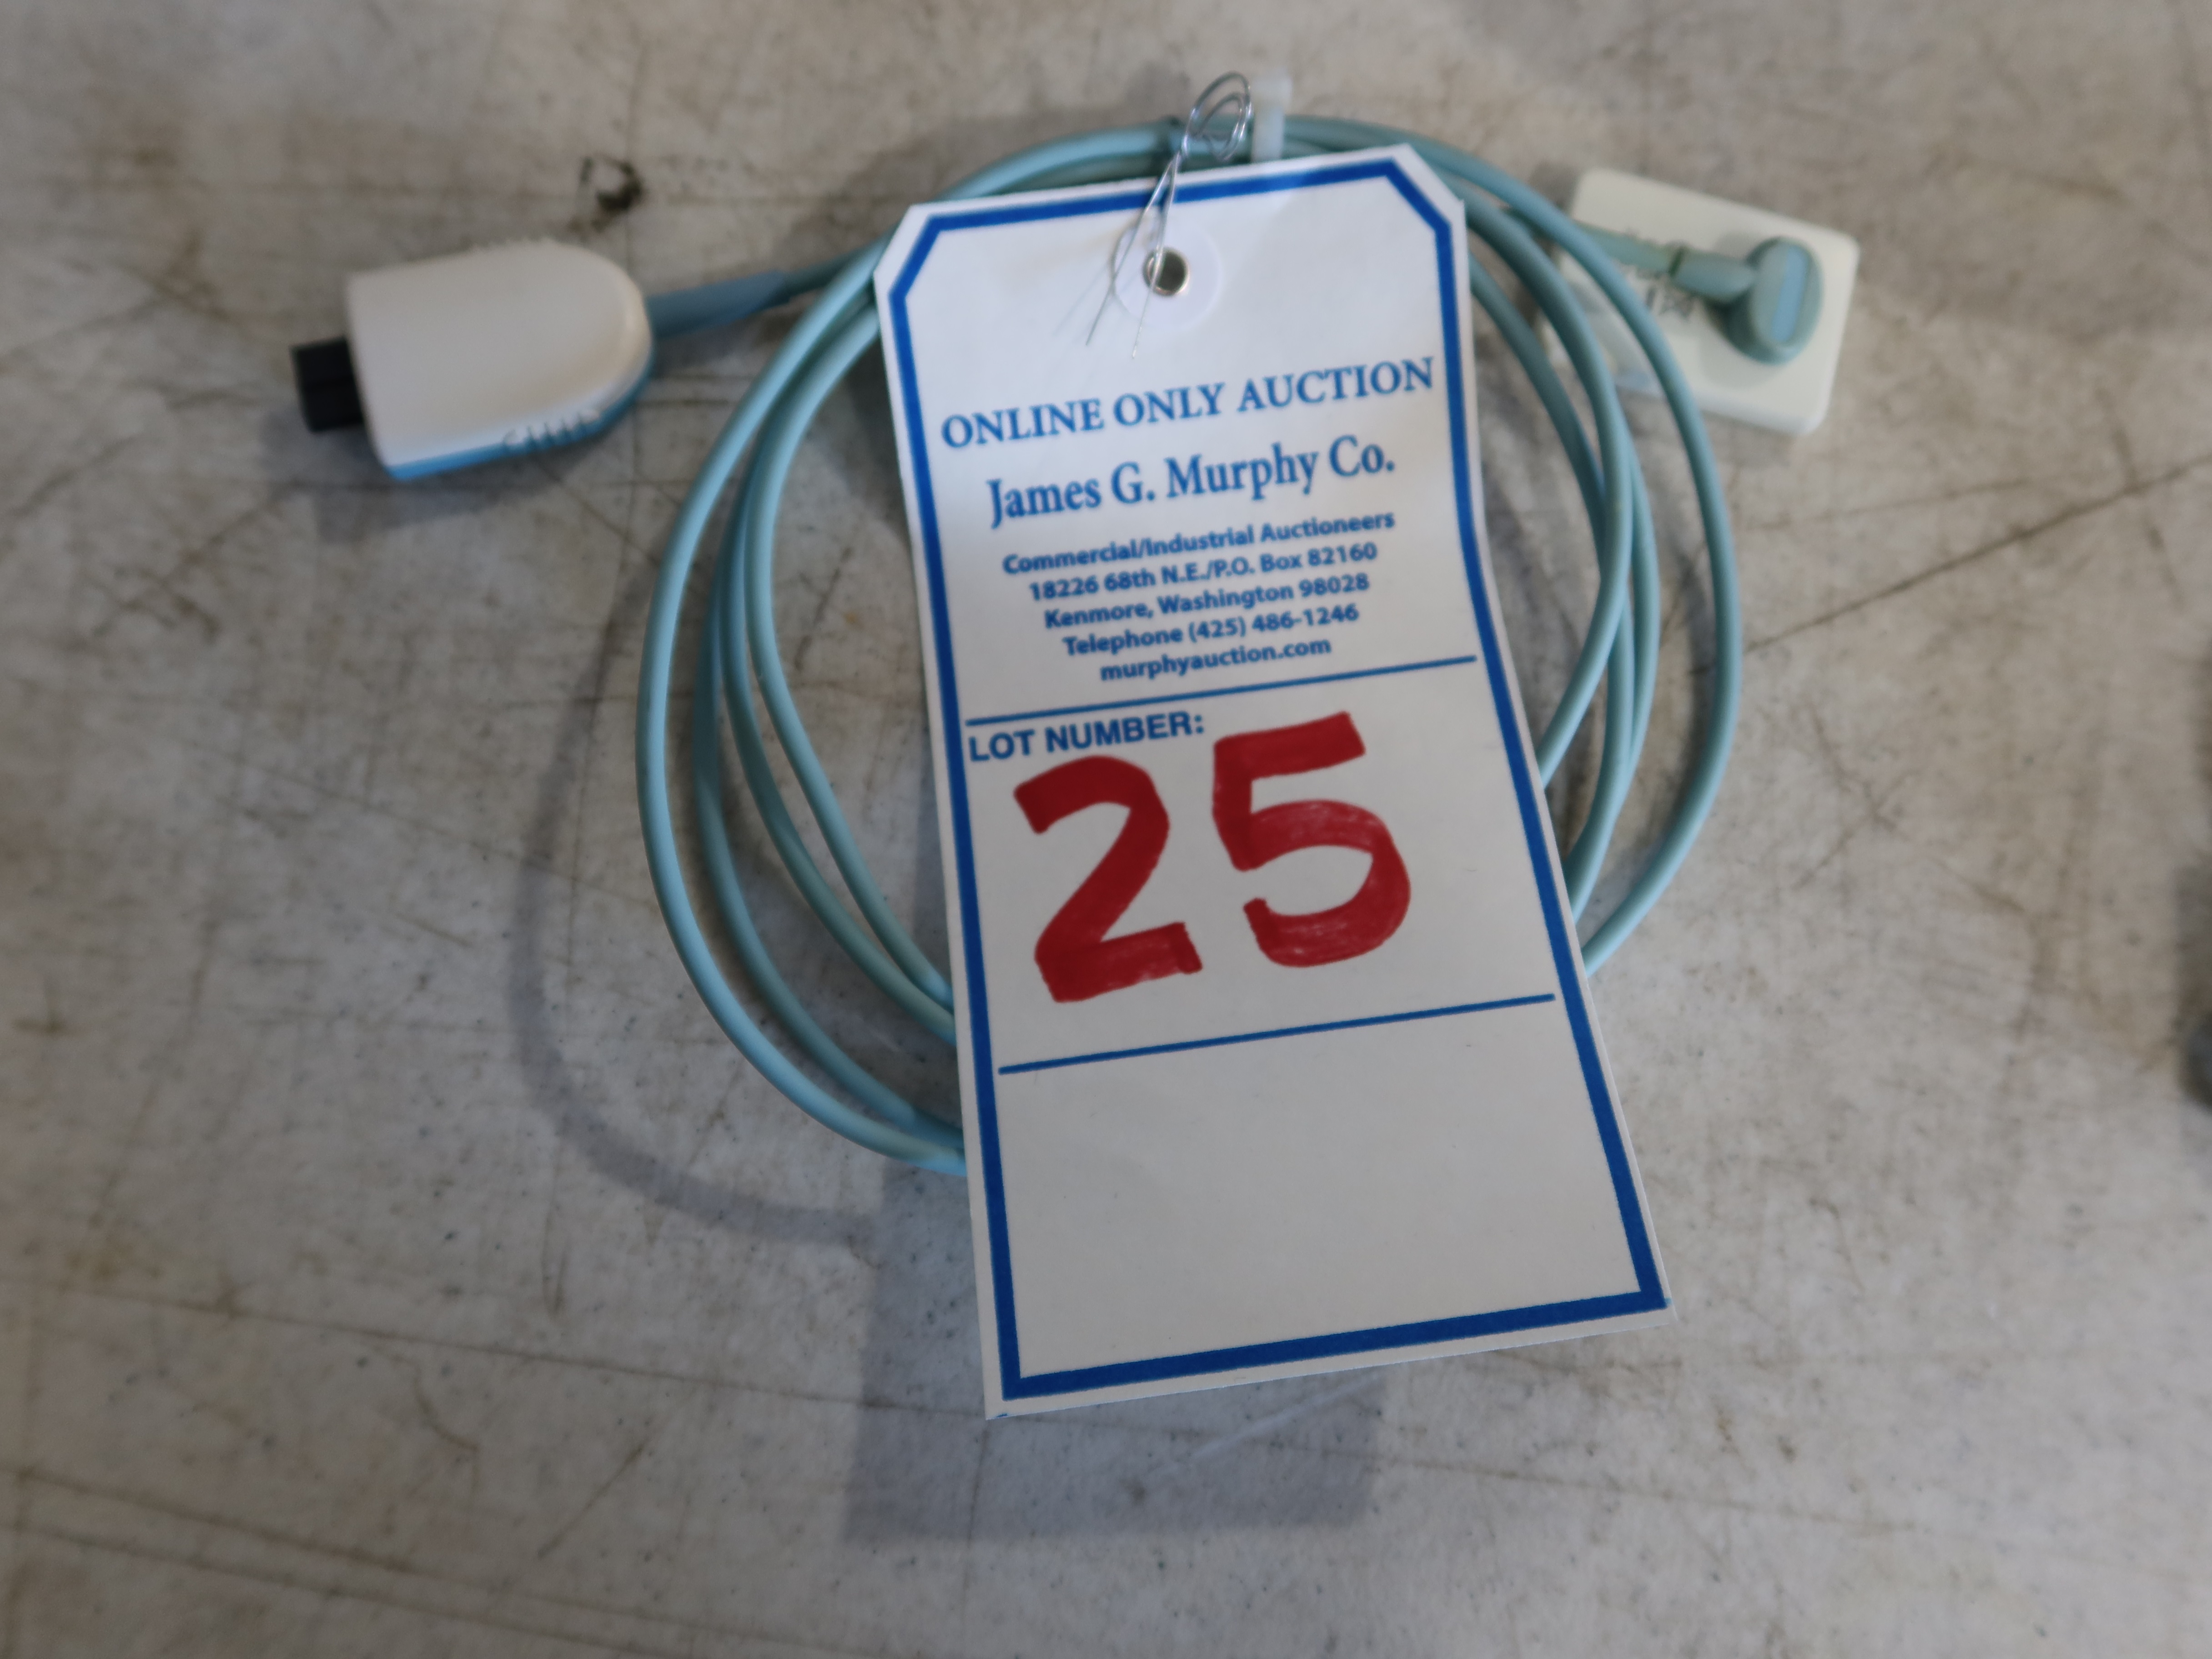 ONLINE ONLY AUCTION
James G. Murphy Co.
Commercial/Industrial Auctioneers
18226 68th N.E./P.O. Box 82160
Kenmore, Washington 98028
Telephone (425) 486-1246
murphyauction.com
LOT NUMBER:
25